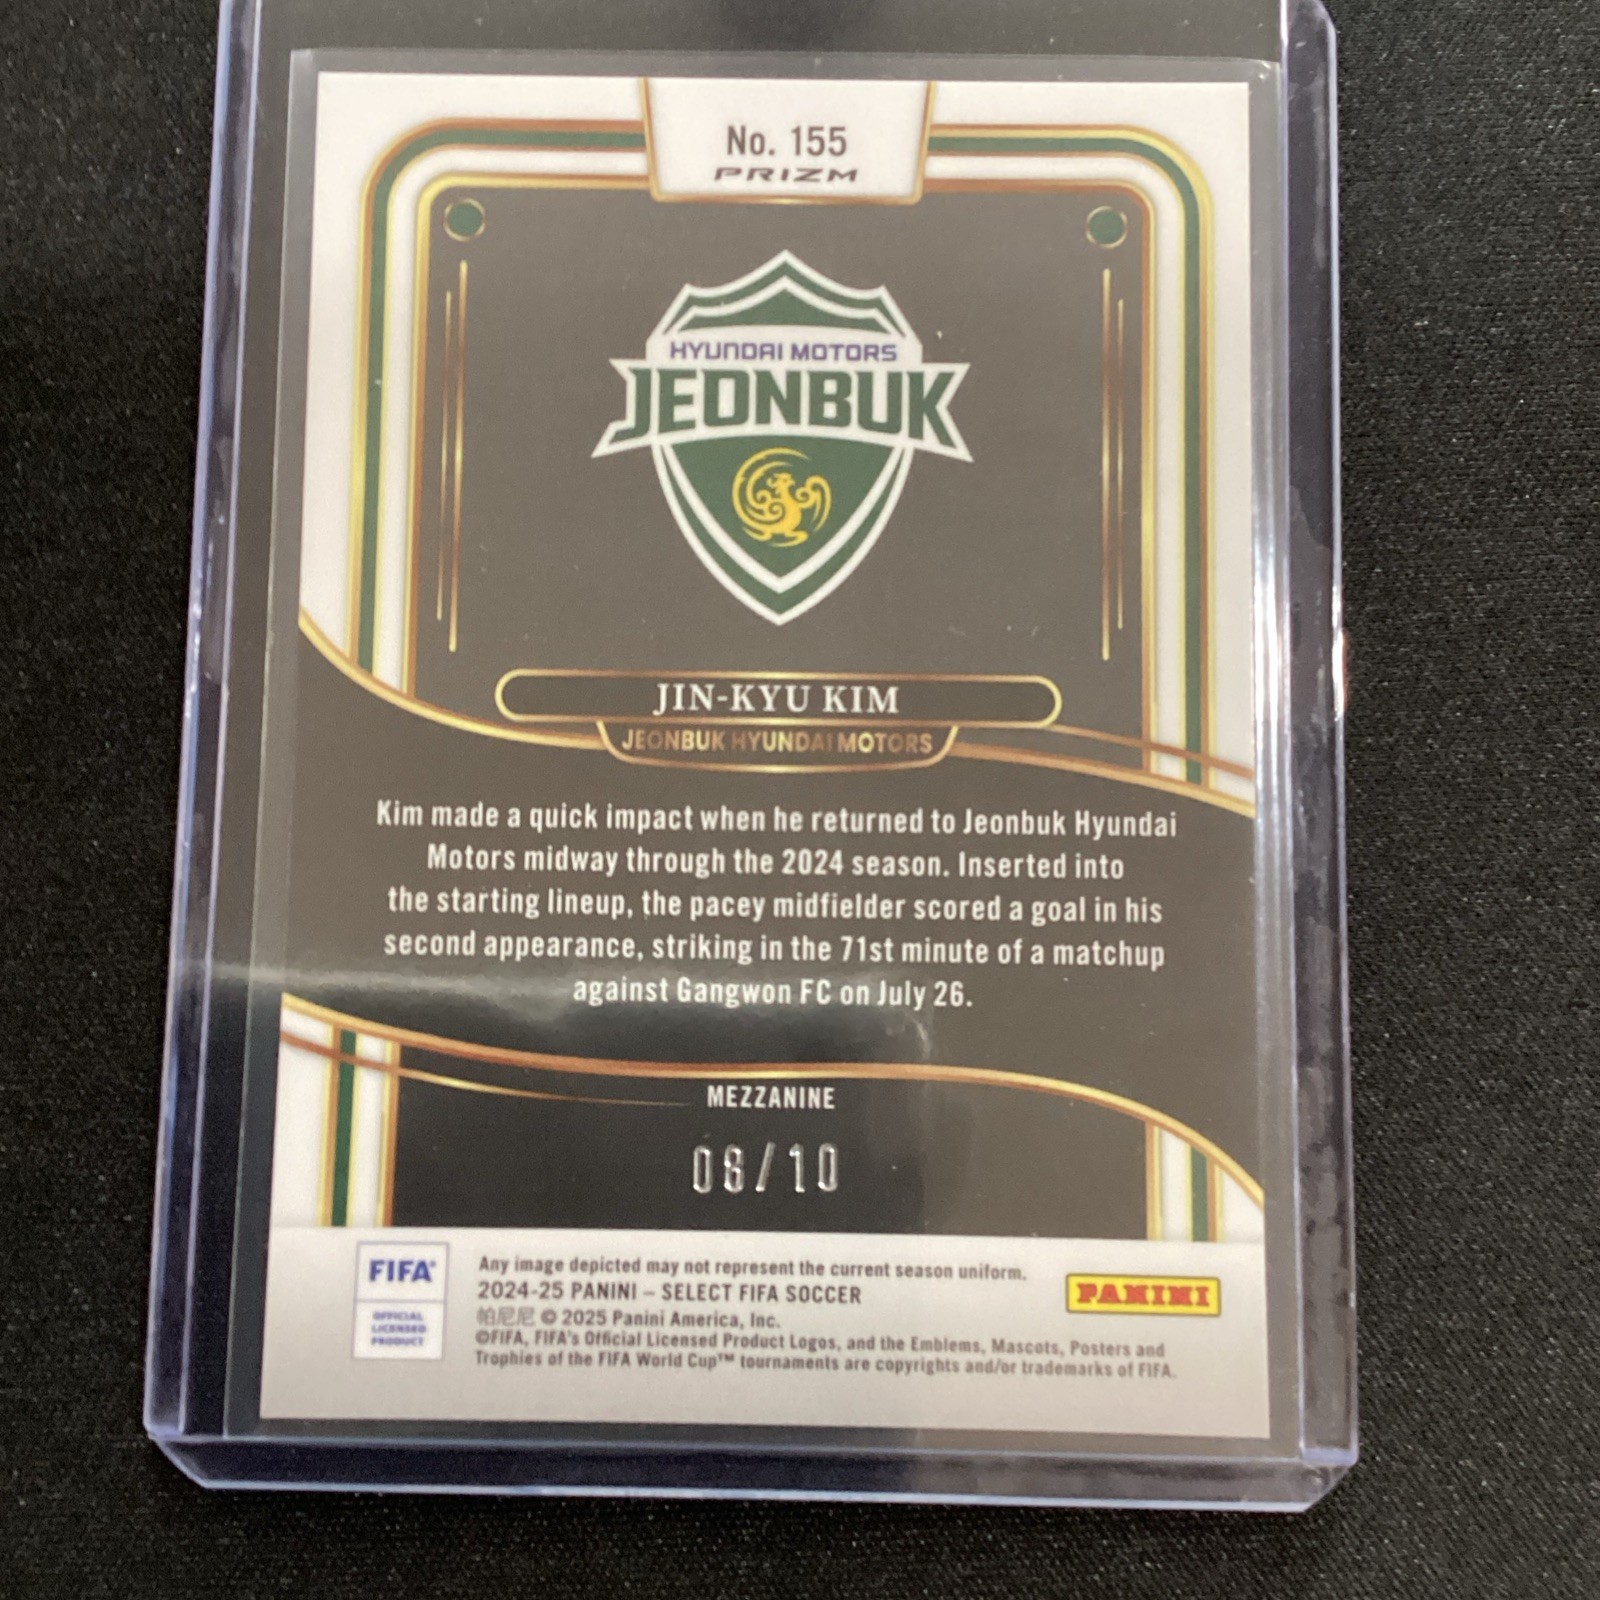 No. 155
PRIZM
HYUNDAI MOTORS
JEONBUK
JIN-KYU KIM
JEONBUK HYUNDAI MOTORS
Kim made a quick impact when he returned to Jeonbuk Hyundai
Motors midway through the 2024 season. Inserted into
the starting lineup, the pacey midfielder scored a goal in his
second appearance, striking in the 71st minute of a matchup
against Gangwon FC on July 26.
MEZZANINE
08/10
FIFA®
OFFICIAL
LICENSED
PRODUCT
Any image depicted may not represent the current season uniform.
2024-25 PANINI – SELECT FIFA SOCCER
帕尼尼 © 2025 Panini America, Inc.
©FIFA, FIFA's Official Licensed Product Logos, and the Emblems, Mascots, Posters and
Trophies of the FIFA World Cup™ tournaments are copyrights and/or trademarks of FIFA.
PANINI